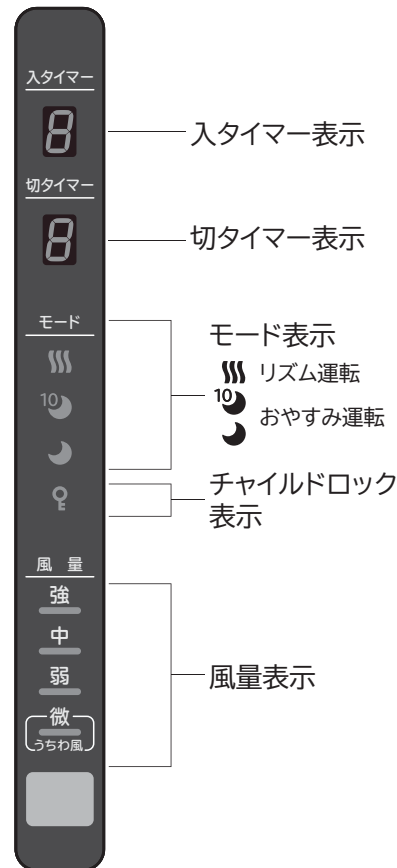 入タイマー
8
入タイマー表示
切タイマー
8
切タイマー表示
モード
10
モード表示
リズム運転
10
おやすみ運転
チャイルドロック
表示
風量
強
中
弱
微
うちわ風
風量表示